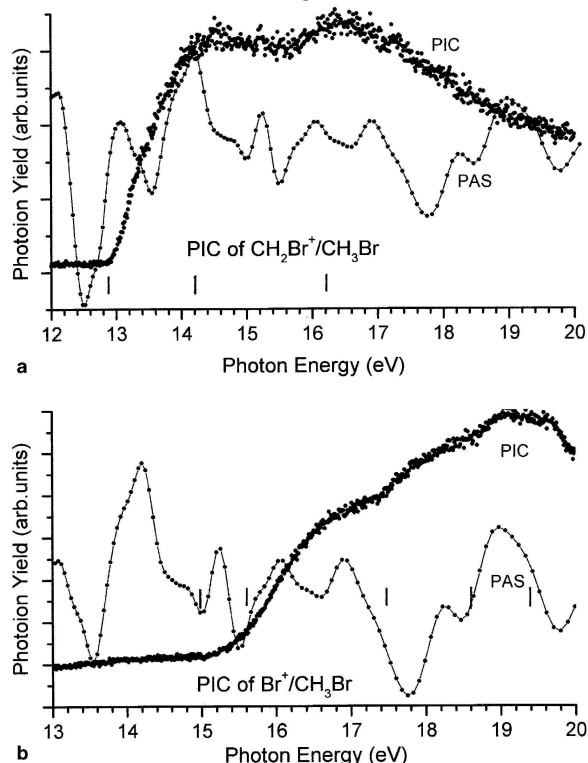 PIC
PAS
PIC of CH₂Br⁺/CH₃Br
Photoion Yield (arb.units)
12 13 14 15 16 17 18 19 20
a
Photon Energy (eV)
PIC
PAS
PIC of Br⁺/CH₃Br
Photoion Yield (arb.units)
13 14 15 16 17 18 19 20
b
Photon Energy (eV)